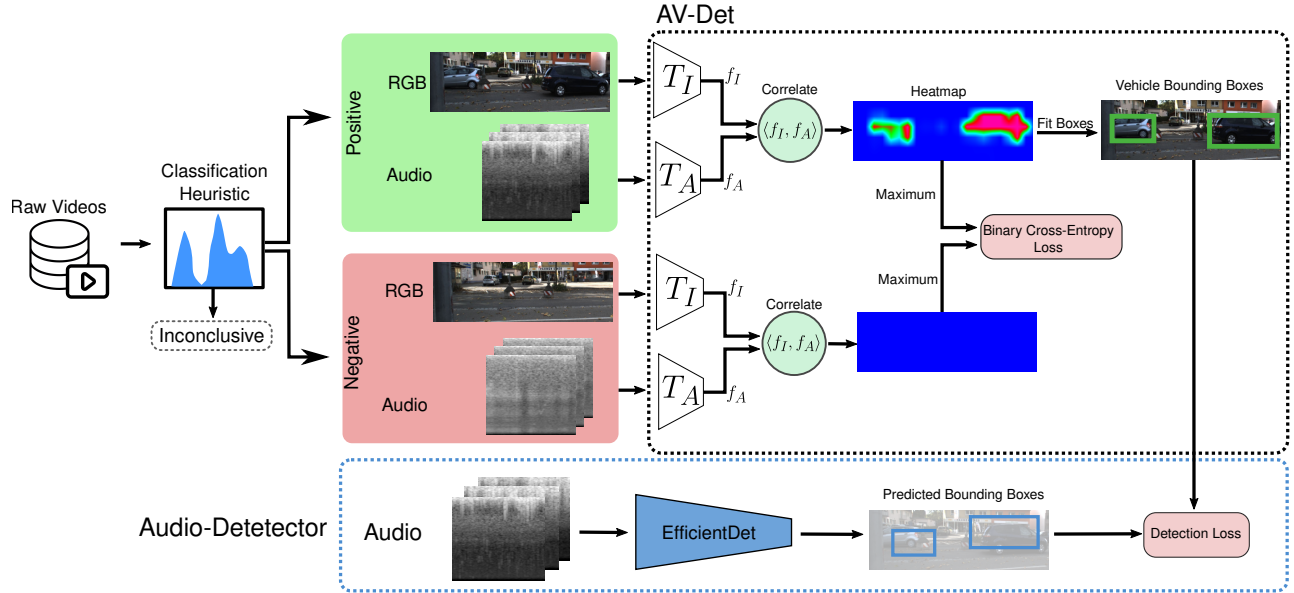 AV-Det
Raw Videos
Classification
Heuristic
Inconclusive
Positive
RGB
Audio
Negative
RGB
Audio
T_I
f_I
T_A
f_A
Correlate
⟨f_I, f_A⟩
Heatmap
Fit Boxes
Vehicle Bounding Boxes
Maximum
Binary Cross-Entropy
Loss
Maximum
T_I
f_I
T_A
f_A
Correlate
⟨f_I, f_A⟩
Audio-Detetector
Audio
EfficientDet
Predicted Bounding Boxes
Detection Loss